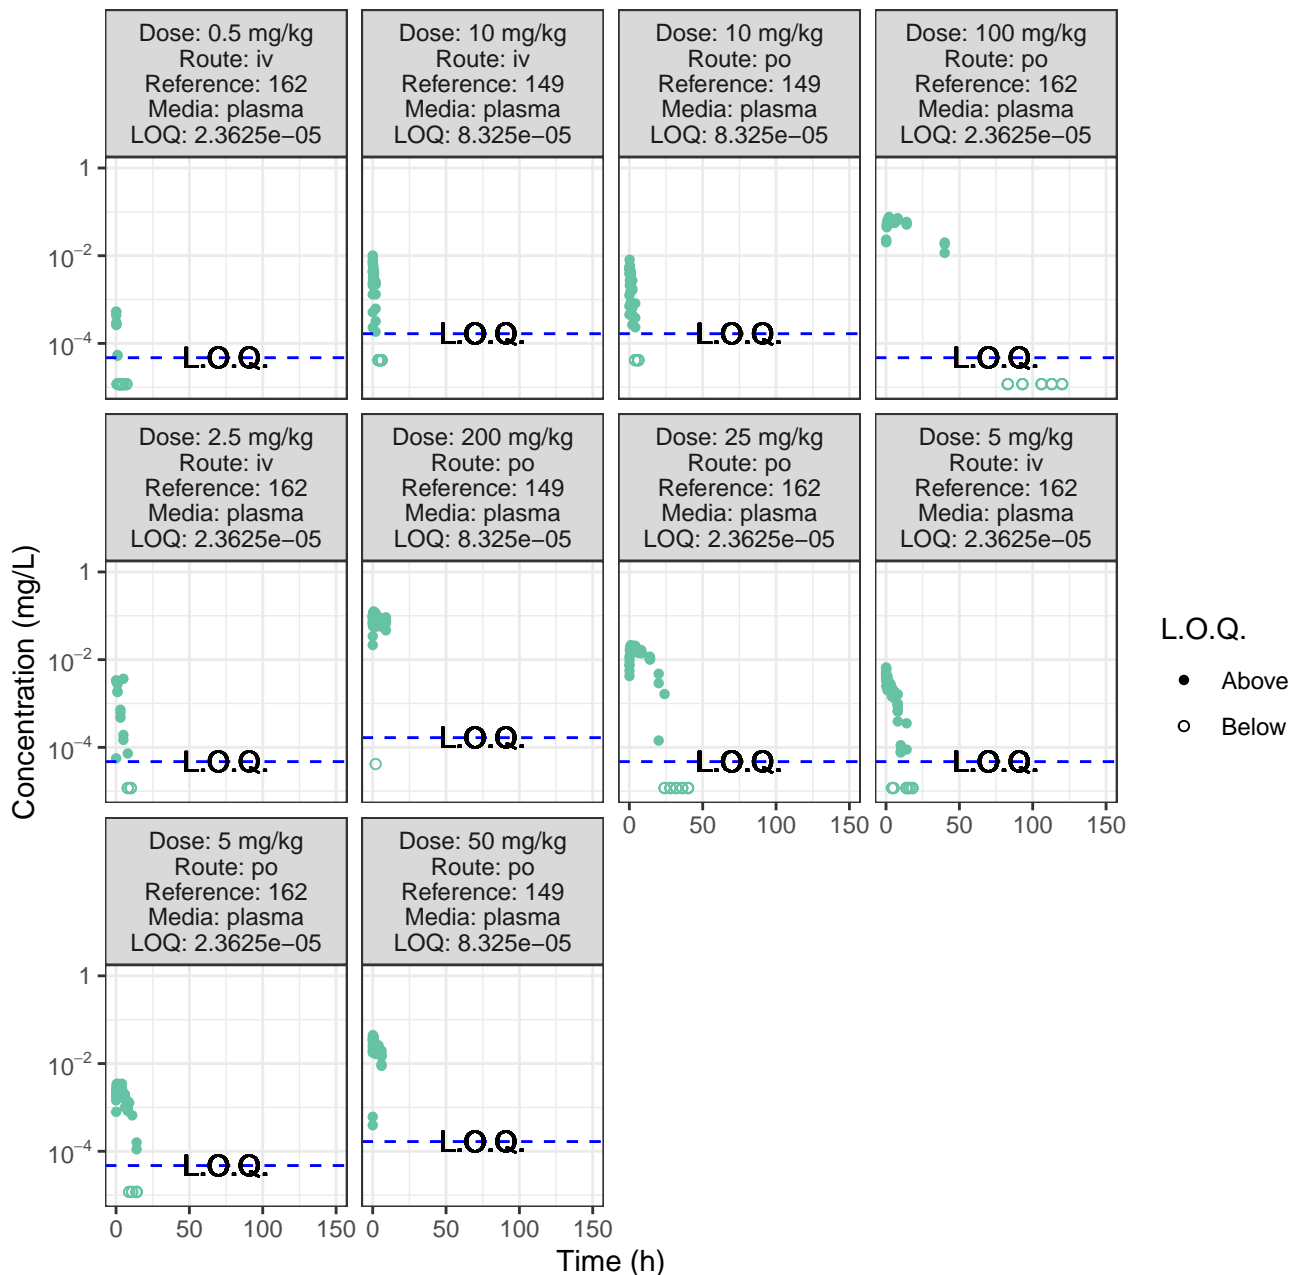 Dose: 0.5 mg/kg
Route: iv
Reference: 162
Media: plasma
LOQ: 2.3625e−05
Dose: 10 mg/kg
Route: iv
Reference: 149
Media: plasma
LOQ: 8.325e−05
Dose: 10 mg/kg
Route: po
Reference: 149
Media: plasma
LOQ: 8.325e−05
Dose: 100 mg/kg
Route: po
Reference: 162
Media: plasma
LOQ: 2.3625e−05
1
10⁻²
10⁻⁴
L.O.Q.
L.O.Q.
L.O.Q.
L.O.Q.
Dose: 2.5 mg/kg
Route: iv
Reference: 162
Media: plasma
LOQ: 2.3625e−05
Dose: 200 mg/kg
Route: po
Reference: 149
Media: plasma
LOQ: 8.325e−05
Dose: 25 mg/kg
Route: po
Reference: 162
Media: plasma
LOQ: 2.3625e−05
Dose: 5 mg/kg
Route: iv
Reference: 162
Media: plasma
LOQ: 2.3625e−05
1
10⁻²
10⁻⁴
L.O.Q.
L.O.Q.
L.O.Q.
L.O.Q.
0 50 100 150
0 50 100 150
Dose: 5 mg/kg
Route: po
Reference: 162
Media: plasma
LOQ: 2.3625e−05
Dose: 50 mg/kg
Route: po
Reference: 149
Media: plasma
LOQ: 8.325e−05
1
10⁻²
10⁻⁴
L.O.Q.
L.O.Q.
0 50 100 150
0 50 100 150
Time (h)
Concentration (mg/L)
L.O.Q.
Above
Below